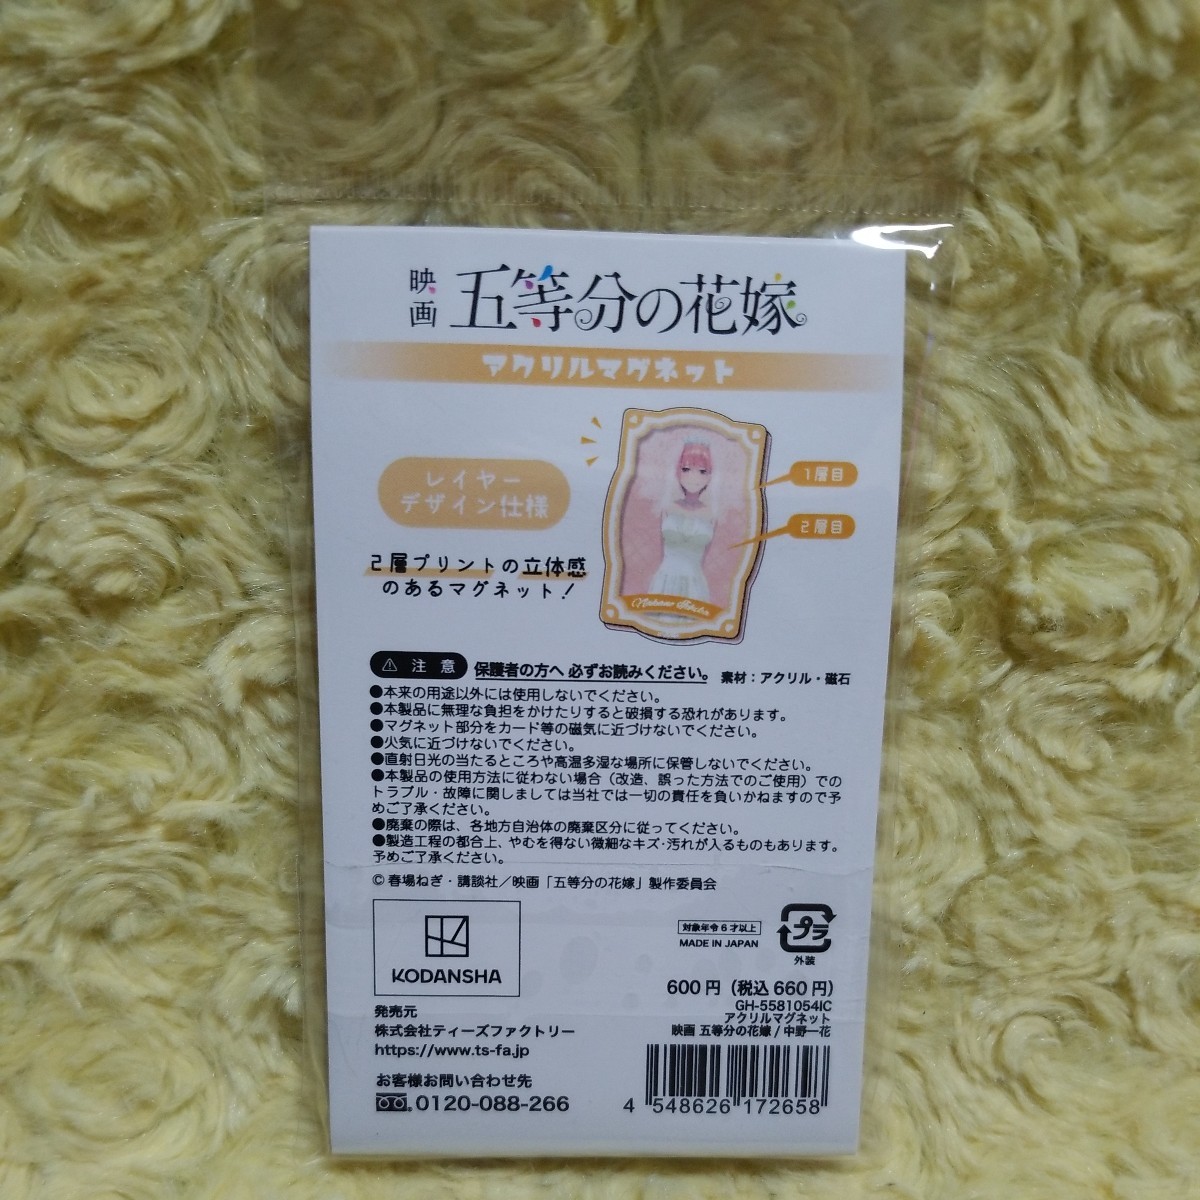 映画 五等分の花嫁
アクリルマグネット
レイヤー
デザイン仕様
1層目
2層目
2層プリントの立体感
のあるマグネット!
Nakano Ichika
注意 保護者の方へ 必ずお読みください。 素材：アクリル・磁石
●本来の用途以外には使用しないでください。
●本製品に無理な負担をかけたりすると破損する恐れがあります。
●マグネット部分をカード等の磁気に近づけないでください。
●火気に近づけないでください。
●直射日光の当たるところや高温多湿な場所に保管しないでください。
●本製品の使用方法に従わない場合（改造、誤った方法でのご使用）での
トラブル・故障に関しましては当社では一切の責任を負いかねますので予
めご了承ください。
●廃棄の際は、各地方自治体の廃棄区分に従ってください。
●製造工程の都合上、やむを得ない微細なキズ・汚れが入るものもあります。
予めご了承ください。
© 春場ねぎ・講談社／映画「五等分の花嫁」製作委員会
KODANSHA
対象年令6才以上
MADE IN JAPAN
プラ
外装
600円（税込660円）
GH-5581054IC
アクリルマグネット
映画 五等分の花嫁 / 中野一花
発売元
株式会社ティーズファクトリー
https://www.ts-fa.jp
お客様お問い合わせ先
0120-088-266
4 548626 172658